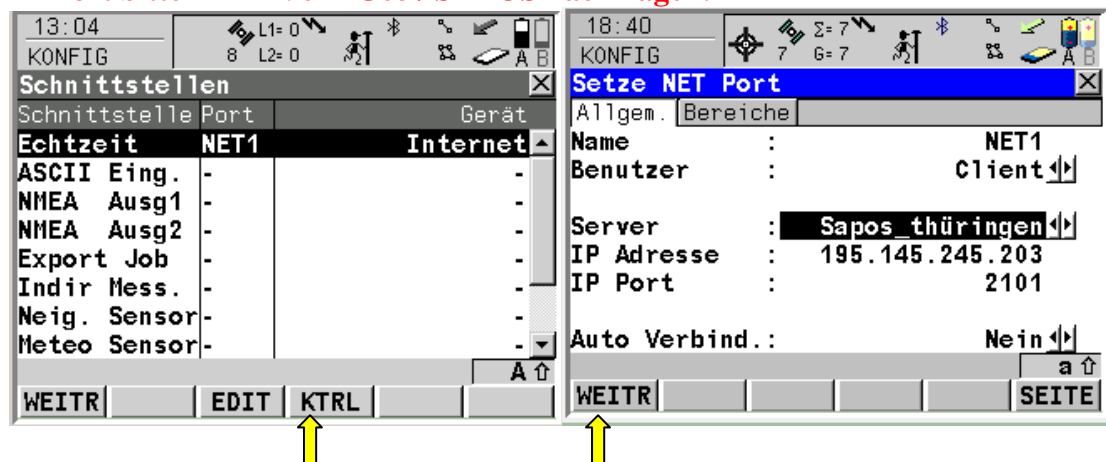 13:04
KONFIG
L1= 0
8 L2= 0
A B
Schnittstellen
Schnittstelle Port Gerät
Echtzeit NET1 Internet
ASCII Eing. - -
NMEA Ausg1 - -
NMEA Ausg2 - -
Export Job - -
Indir Mess. - -
Neig. Sensor - -
Meteo Sensor - -
A
WEITR EDIT KTRL
18:40
KONFIG
Σ= 7
7 G= 7
A B
Setze NET Port
Allgem. Bereiche
Name : NET1
Benutzer : Client
Server : Sapos_thüringen
IP Adresse : 195.145.245.203
IP Port : 2101
Auto Verbind.: Nein
a
WEITR SEITE